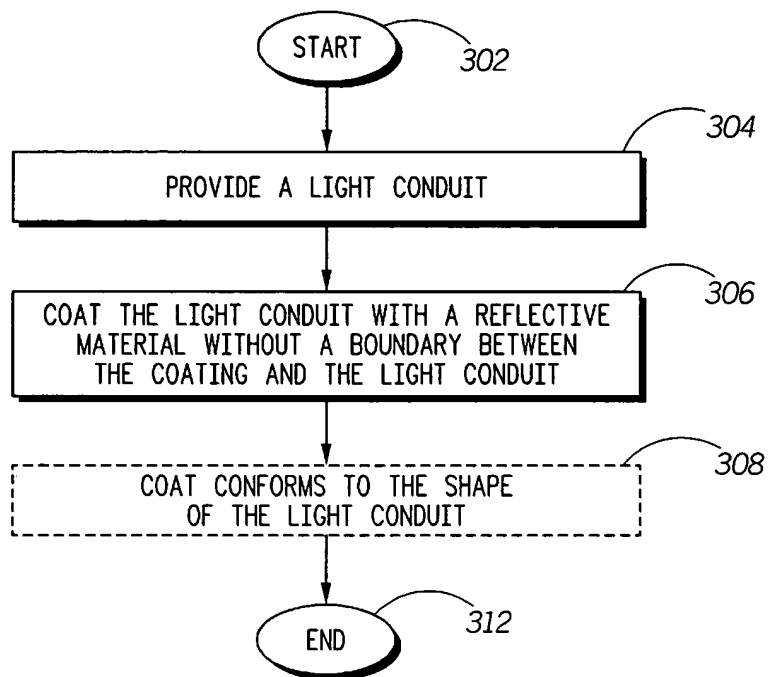 START
302
304
PROVIDE A LIGHT CONDUIT
306
COAT THE LIGHT CONDUIT WITH A REFLECTIVE
MATERIAL WITHOUT A BOUNDARY BETWEEN
THE COATING AND THE LIGHT CONDUIT
308
COAT CONFORMS TO THE SHAPE
OF THE LIGHT CONDUIT
END
312